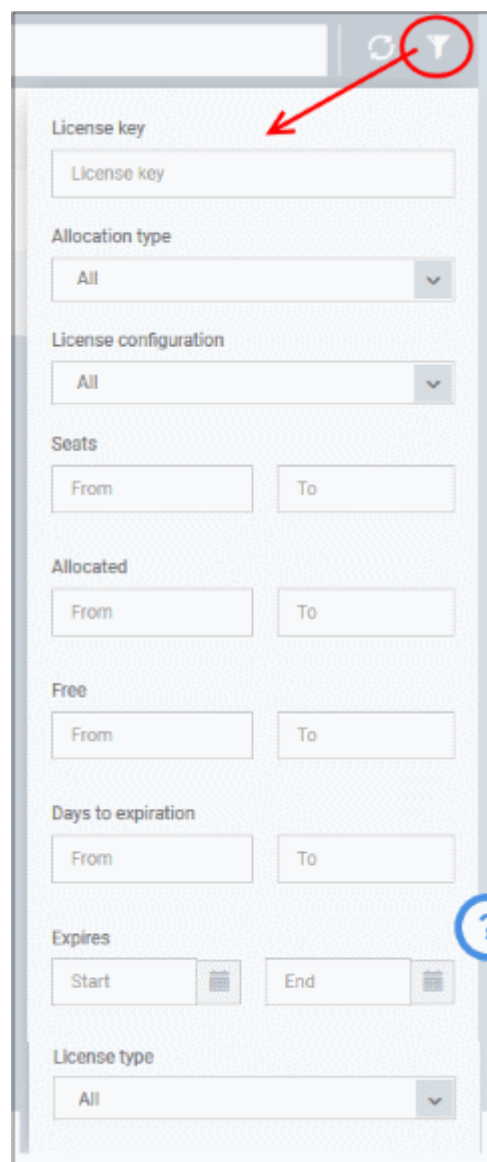 License key
License key
Allocation type
All
License configuration
All
Seats
From To
Allocated
From To
Free
From To
Days to expiration
From To
Expires
Start End
License type
All